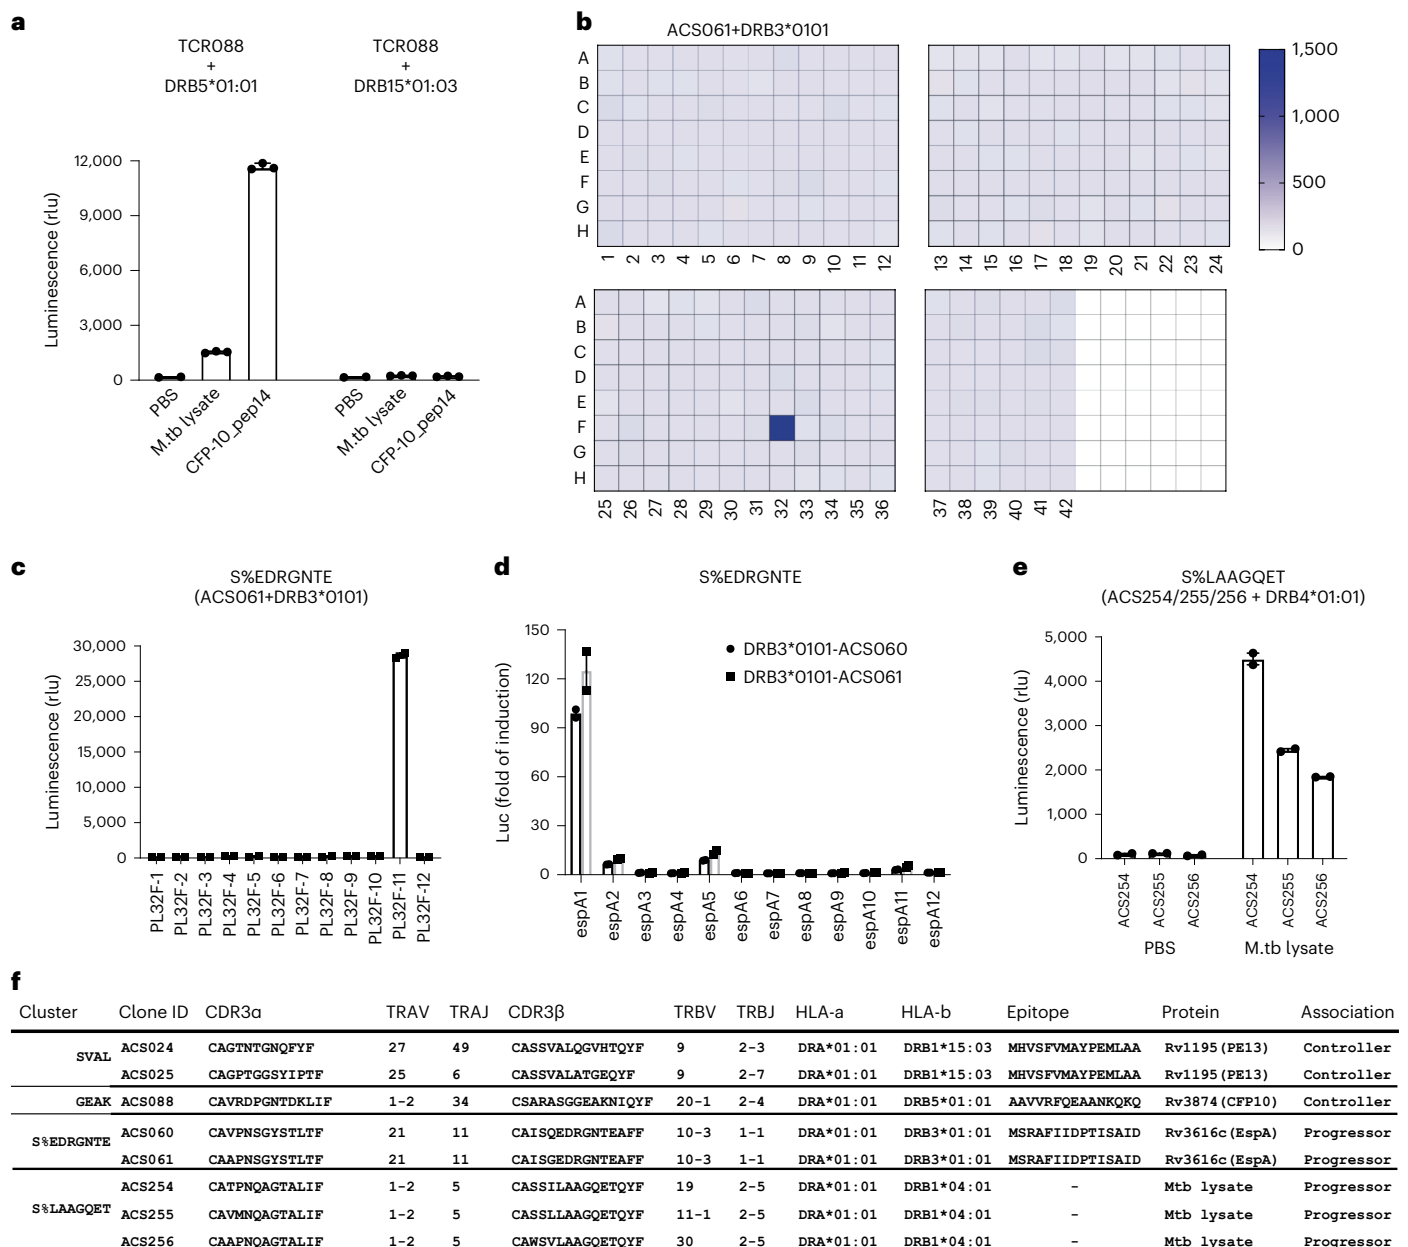 a
TCR088
+
DRB5*01:01
TCR088
+
DRB15*01:03
Luminescence (rlu)
12,000
9,000
6,000
3,000
0
PBS
M.tb lysate
CFP-10_pep14
PBS
M.tb lysate
CFP-10_pep14
b
ACS061+DRB3*0101
A
B
C
D
E
F
G
H
1 2 3 4 5 6 7 8 9 10 11 12
13 14 15 16 17 18 19 20 21 22 23 24
1,500
1,000
500
0
A
B
C
D
E
F
G
H
25 26 27 28 29 30 31 32 33 34 35 36
37 38 39 40 41 42
c
S%EDRGNTE
(ACS061+DRB3*0101)
Luminescence (rlu)
30,000
25,000
20,000
15,000
10,000
5,000
0
PL32F-1
PL32F-2
PL32F-3
PL32F-4
PL32F-5
PL32F-6
PL32F-7
PL32F-8
PL32F-9
PL32F-10
PL32F-11
PL32F-12
d
S%EDRGNTE
Luc (fold of induction)
150
120
90
60
30
0
DRB3*0101-ACS060
DRB3*0101-ACS061
espA1
espA2
espA3
espA4
espA5
espA6
espA7
espA8
espA9
espA10
espA11
espA12
e
S%LAAGQET
(ACS254/255/256 + DRB4*01:01)
Luminescence (rlu)
5,000
4,000
3,000
2,000
1,000
0
ACS254
ACS255
ACS256
ACS254
ACS255
ACS256
PBS
M.tb lysate
f
Cluster Clone ID CDR3α TRAV TRAJ CDR3β TRBV TRBJ HLA-a HLA-b Epitope Protein Association
SVAL ACS024 CAGTNTGNQFYF 27 49 CASSVALQGVHTQYF 9 2-3 DRA*01:01 DRB1*15:03 MHVSFVMAYPEMLAA Rv1195(PE13) Controller
ACS025 CAGPTGGSYIPTF 25 6 CASSVALATGEQYF 9 2-7 DRA*01:01 DRB1*15:03 MHVSFVMAYPEMLAA Rv1195(PE13) Controller
GEAK ACS088 CAVRDPGNTDKLIF 1-2 34 CSARASGGEAKNIQYF 20-1 2-4 DRA*01:01 DRB5*01:01 AAVVRFQEAANKQKQ Rv3874(CFP10) Controller
S%EDRGNTE ACS060 CAVPNSGYSTLTF 21 11 CAISQEDRGNTEAFF 10-3 1-1 DRA*01:01 DRB3*01:01 MSRAFIIDPTISAID Rv3616c(EspA) Progressor
ACS061 CAAPNSGYSTLTF 21 11 CAISGEDRGNTEAFF 10-3 1-1 DRA*01:01 DRB3*01:01 MSRAFIIDPTISAID Rv3616c(EspA) Progressor
S%LAAGQET ACS254 CATPNQAGTALIF 1-2 5 CASSILAAGQETQYF 19 2-5 DRA*01:01 DRB1*04:01 - Mtb lysate Progressor
ACS255 CAVMNQAGTALIF 1-2 5 CASSLLAAGQETQYF 11-1 2-5 DRA*01:01 DRB1*04:01 - Mtb lysate Progressor
ACS256 CAAPNQAGTALIF 1-2 5 CAWSVLAAGQETQYF 30 2-5 DRA*01:01 DRB1*04:01 - Mtb lysate Progressor